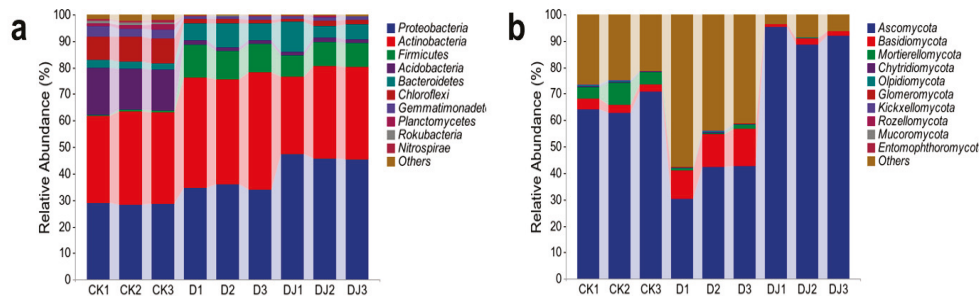 a
Relative Abundance (%)
100
90
80
70
60
50
40
30
20
10
0
CK1 CK2 CK3 D1 D2 D3 DJ1 DJ2 DJ3
Proteobacteria
Actinobacteria
Firmicutes
Acidobacteria
Bacteroidetes
Chloroflexi
Gemmatimonadet
Planctomycetes
Rokubacteria
Nitrospirae
Others
b
Relative Abundance (%)
100
90
80
70
60
50
40
30
20
10
0
CK1 CK2 CK3 D1 D2 D3 DJ1 DJ2 DJ3
Ascomycota
Basidiomycota
Mortierellomycota
Chytridiomycota
Olpidiomycota
Glomeromycota
Kickxellomycota
Rozellomycota
Mucoromycota
Entomophthoromycot
Others